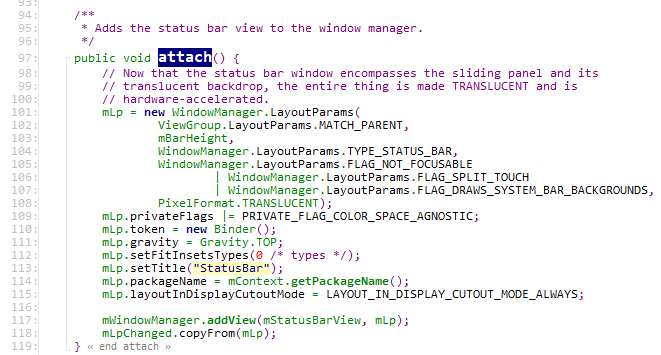 93:
94: /**
95: * Adds the status bar view to the window manager.
96: */
97: public void attach() {
98: // Now that the status bar window encompasses the sliding panel and its
99: // translucent backdrop, the entire thing is made TRANSLUCENT and is
100: // hardware-accelerated.
101: mLp = new WindowManager.LayoutParams(
102: ViewGroup.LayoutParams.MATCH_PARENT,
103: mBarHeight,
104: WindowManager.LayoutParams.TYPE_STATUS_BAR,
105: WindowManager.LayoutParams.FLAG_NOT_FOCUSABLE
106: | WindowManager.LayoutParams.FLAG_SPLIT_TOUCH
107: | WindowManager.LayoutParams.FLAG_DRAWS_SYSTEM_BAR_BACKGROUNDS,
108: PixelFormat.TRANSLUCENT);
109: mLp.privateFlags |= PRIVATE_FLAG_COLOR_SPACE_AGNOSTIC;
110: mLp.token = new Binder();
111: mLp.gravity = Gravity.TOP;
112: mLp.setFitInsetsTypes(0 /* types */);
113: mLp.setTitle("StatusBar");
114: mLp.packageName = mContext.getPackageName();
115: mLp.layoutInDisplayCutoutMode = LAYOUT_IN_DISPLAY_CUTOUT_MODE_ALWAYS;
116:
117: mWindowManager.addView(mStatusBarView, mLp);
118: mLpChanged.copyFrom(mLp);
119: } « end attach »